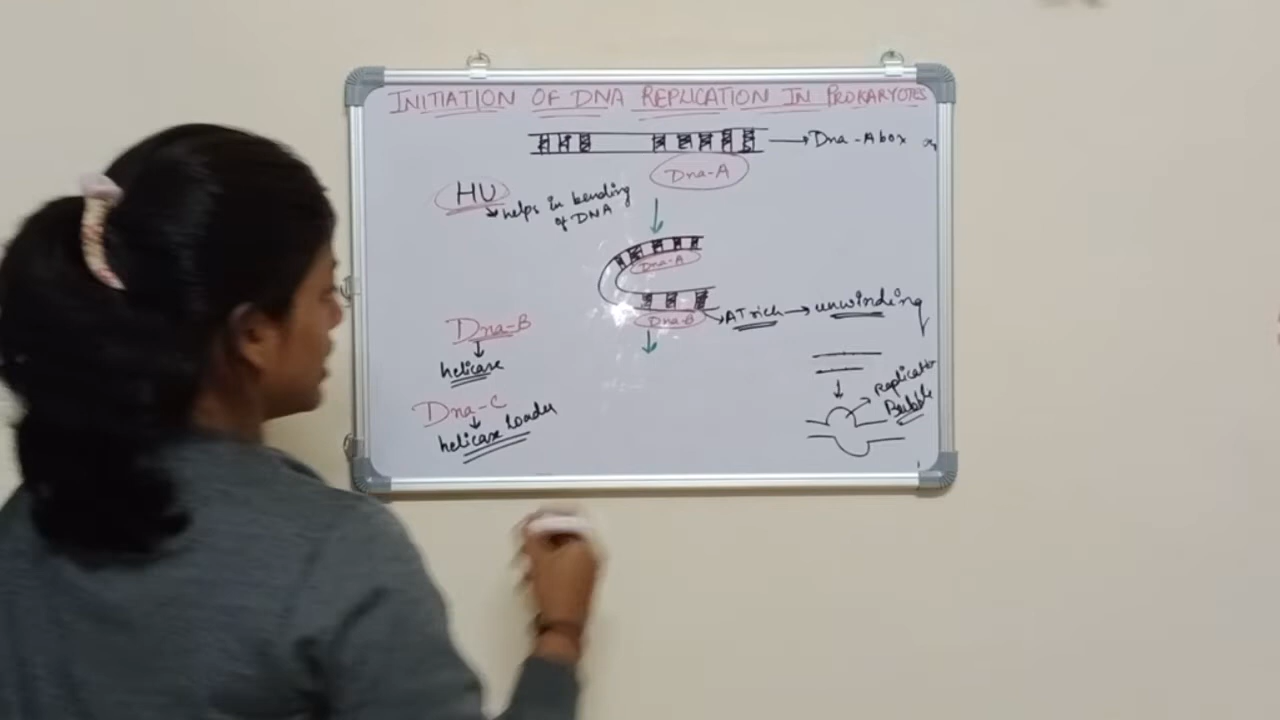 INITIATION OF DNA REPLICATION IN PROKARYOTES
Dna-A box
Dna-A
HU
helps in bending
of DNA
Dna-A
Dna-B
AT rich
unwinding
Dna-B
helicase
Dna-C
helicase loader
Bubble